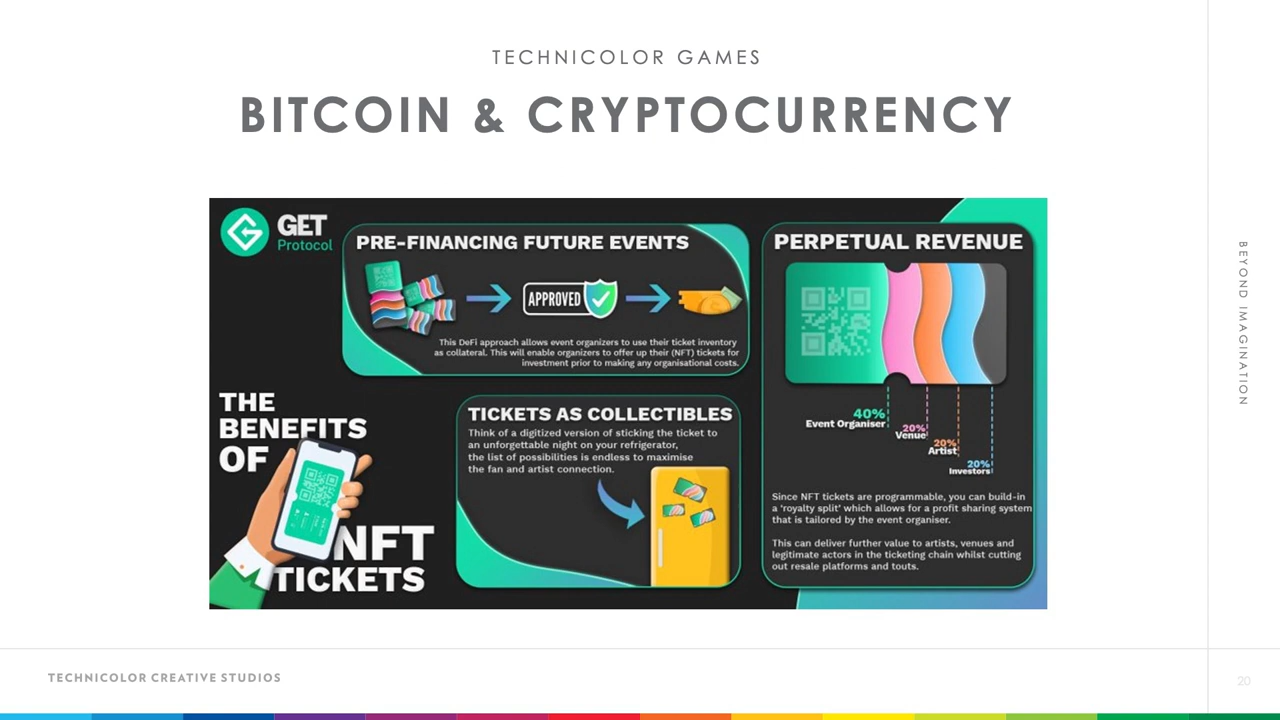 TECHNICOLOR GAMES
BITCOIN & CRYPTOCURRENCY
GET
Protocol
PRE-FINANCING FUTURE EVENTS
APPROVED
This DeFi approach allows event organizers to use their ticket inventory
as collateral. This will enable organizers to offer up their (NFT) tickets for
investment prior to making any organisational costs.
THE
BENEFITS
OF
NFT
TICKETS
TICKETS AS COLLECTIBLES
Think of a digitized version of sticking the ticket to
an unforgettable night on your refrigerator,
the list of possibilities is endless to maximise
the fan and artist connection.
PERPETUAL REVENUE
40%
Event Organiser
20%
Venue
20%
Artist
20%
Investors
Since NFT tickets are programmable, you can build-in
a 'royalty split' which allows for a profit sharing system
that is tailored by the event organiser.
This can deliver further value to artists, venues and
legitimate actors in the ticketing chain whilst cutting
out resale platforms and touts.
BEYOND IMAGINATION
TECHNICOLOR CREATIVE STUDIOS
20